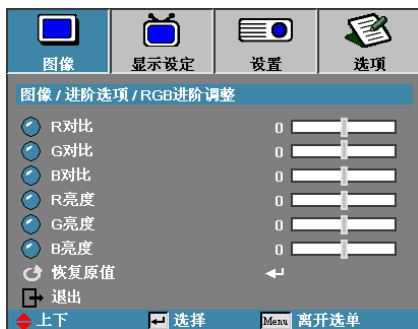 图像 显示设定 设置 选项
图像 / 进阶选项 / RGB进阶调整
R对比 0
G对比 0
B对比 0
R亮度 0
G亮度 0
B亮度 0
恢复原值
退出
上下 选择 Menu 离开选单